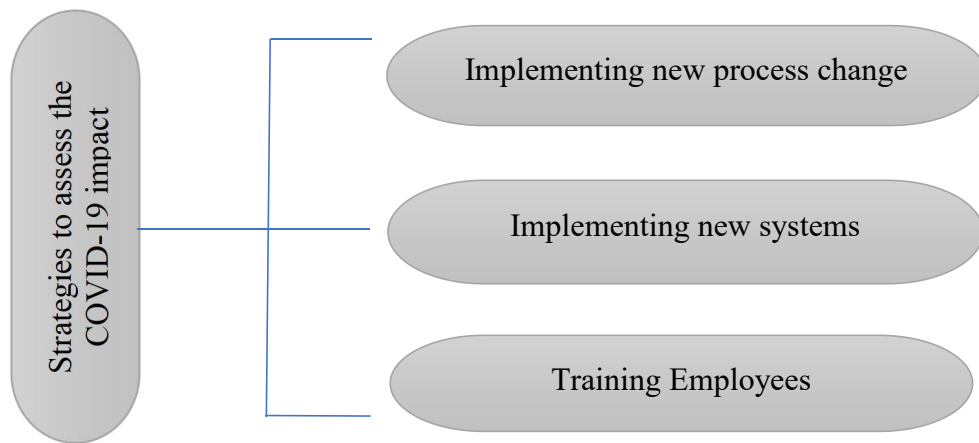 Strategies to assess the
COVID-19 impact
Implementing new process change
Implementing new systems
Training Employees